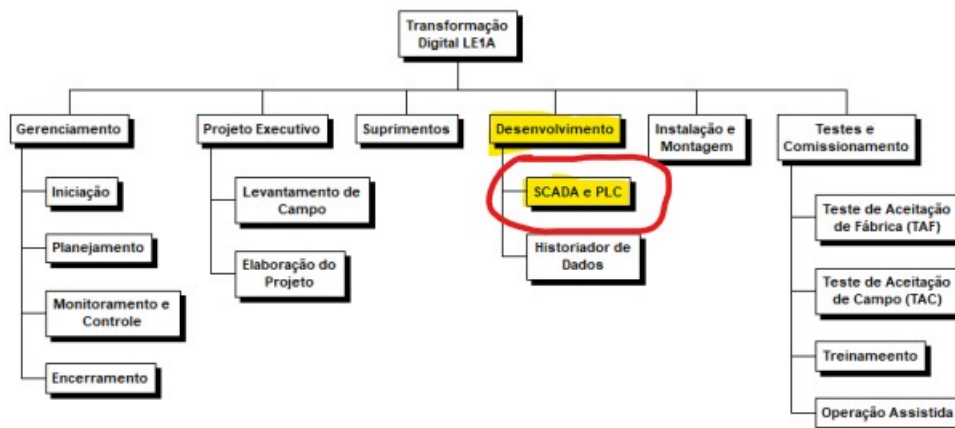 Transformação
Digital LE1A
Gerenciamento
Projeto Executivo
Suprimentos
Desenvolvimento
Instalação e
Montagem
Testes e
Comissionamento
Iniciação
Planejamento
Monitoramento e
Controle
Encerramento
Levantamento de
Campo
Elaboração do
Projeto
SCADA e PLC
Historiador de
Dados
Teste de Aceitação
de Fábrica (TAF)
Teste de Aceitação
de Campo (TAC)
Treinameento
Operação Assistida